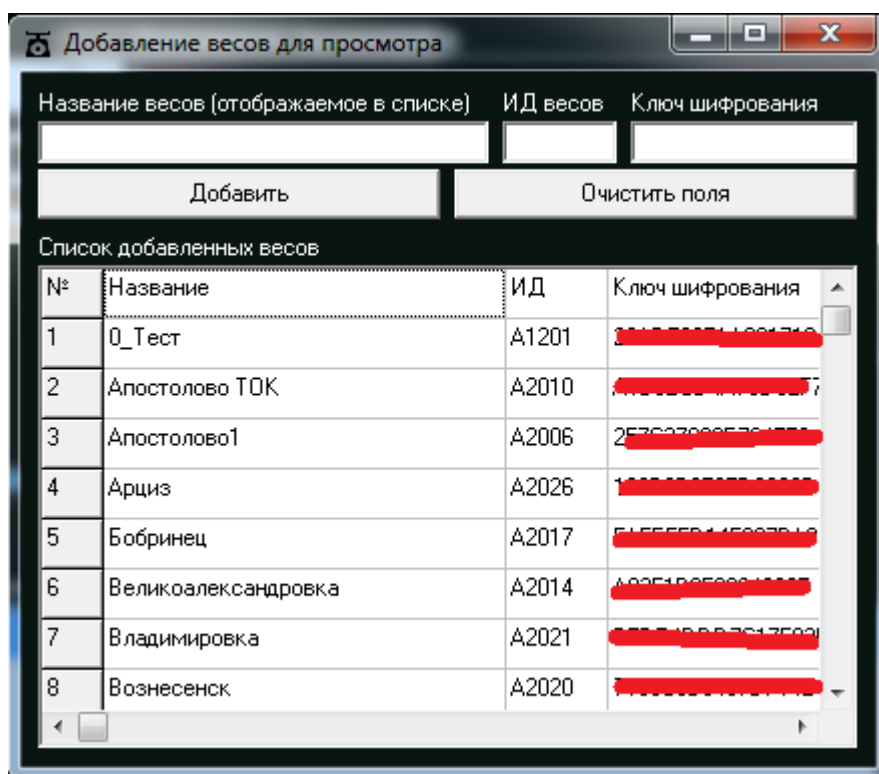 Добавление весов для просмотра
Название весов (отображаемое в списке) ИД весов Ключ шифрования
Добавить Очистить поля
Список добавленных весов
№ Название ИД Ключ шифрования
1 0_Тест A1201
2 Апостолово ТОК A2010
3 Апостолово1 A2006
4 Арциз A2026
5 Бобринец A2017
6 Великоалександровка A2014
7 Владимировка A2021
8 Вознесенск A2020